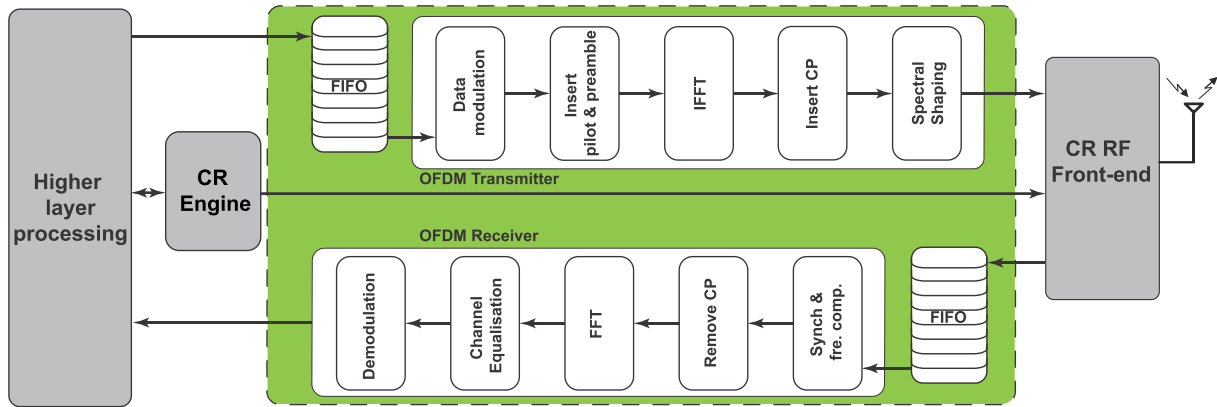 Higher
layer
processing
CR
Engine
FIFO
Data
modulation
Insert
pilot & preamble
IFFT
Insert CP
Spectral
Shaping
OFDM Transmitter
CR RF
Front-end
OFDM Receiver
Demodulation
Channel
Equalisation
FFT
Remove CP
Synch &
fre. comp.
FIFO